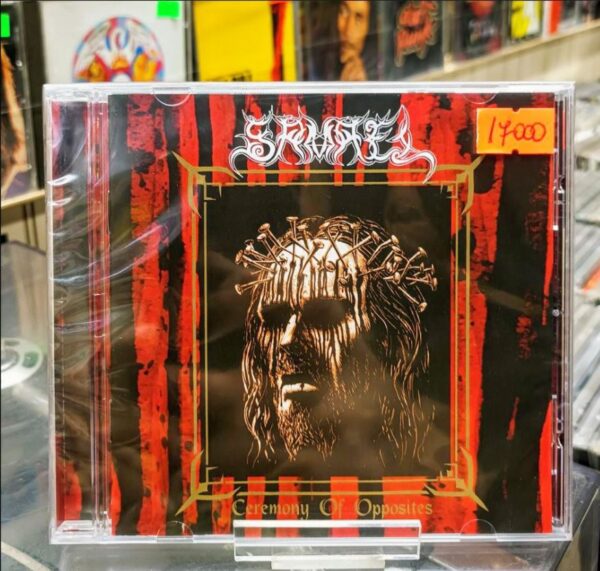 SAMAEL
17000
Ceremony Of Opposites